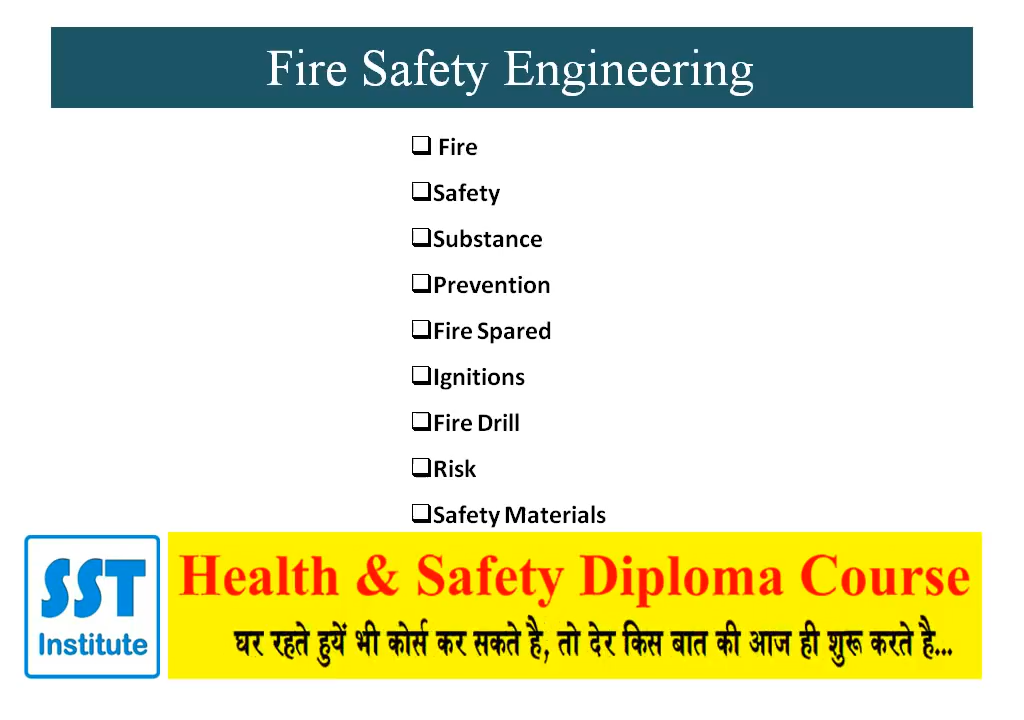 Fire Safety Engineering
❑ Fire
❑Safety
❑Substance
❑Prevention
❑Fire Spared
❑Ignitions
❑Fire Drill
❑Risk
❑Safety Materials
SST
Institute
Health & Safety Diploma Course
घर रहते हुयें भी कोर्स कर सकते है, तो देर किस बात की आज ही शुरू करते है...